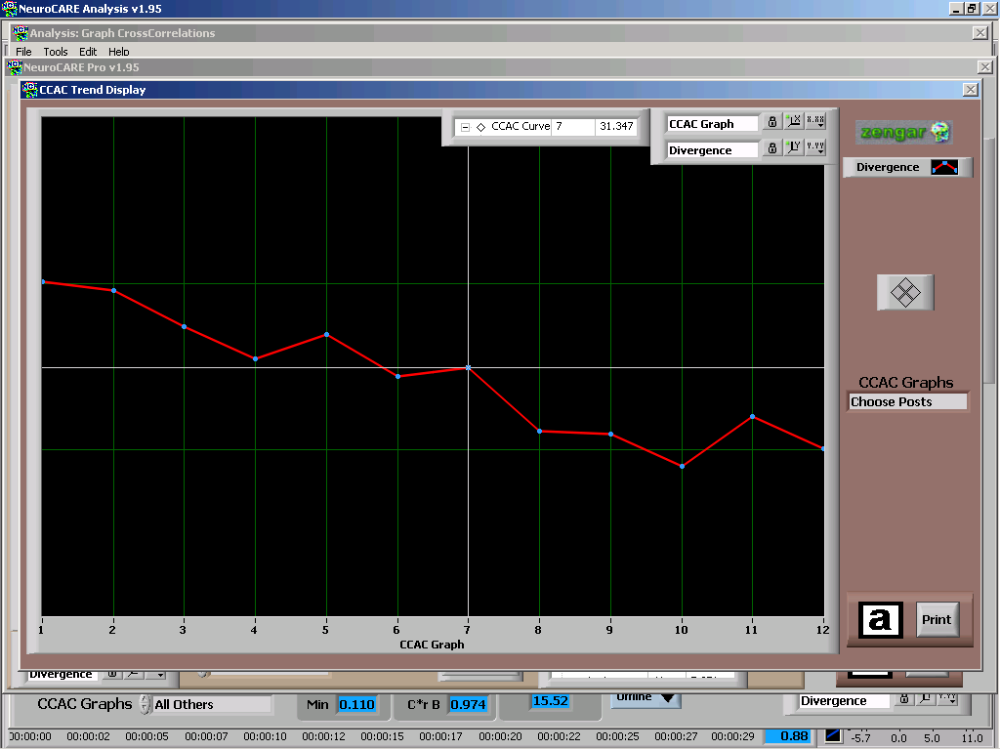 NeuroCARE Analysis v1.95
Analysis: Graph CrossCorrelations
File Tools Edit Help
NeuroCARE Pro v1.95
CCAC Trend Display
CCAC Curve 7 31.347
CCAC Graph
Divergence
zengar
Divergence
CCAC Graphs
Choose Posts
1 2 3 4 5 6 7 8 9 10 11 12
CCAC Graph
a Print
Divergence
CCAC Graphs All Others Min 0.110 C*r B 0.974 15.52 Offline Divergence
00:00:00 00:00:02 00:00:05 00:00:07 00:00:10 00:00:12 00:00:15 00:00:17 00:00:20 00:00:22 00:00:25 00:00:27 00:00:29 0.88 -5.7 0.0 5.0 11.0